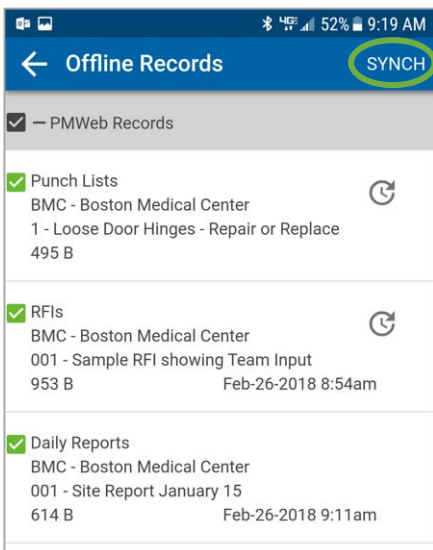 4G 52% 9:19 AM
Offline Records SYNCH
PMWeb Records
Punch Lists
BMC - Boston Medical Center
1 - Loose Door Hinges - Repair or Replace
495 B
RFIs
BMC - Boston Medical Center
001 - Sample RFI showing Team Input
953 B Feb-26-2018 8:54am
Daily Reports
BMC - Boston Medical Center
001 - Site Report January 15
614 B Feb-26-2018 9:11am